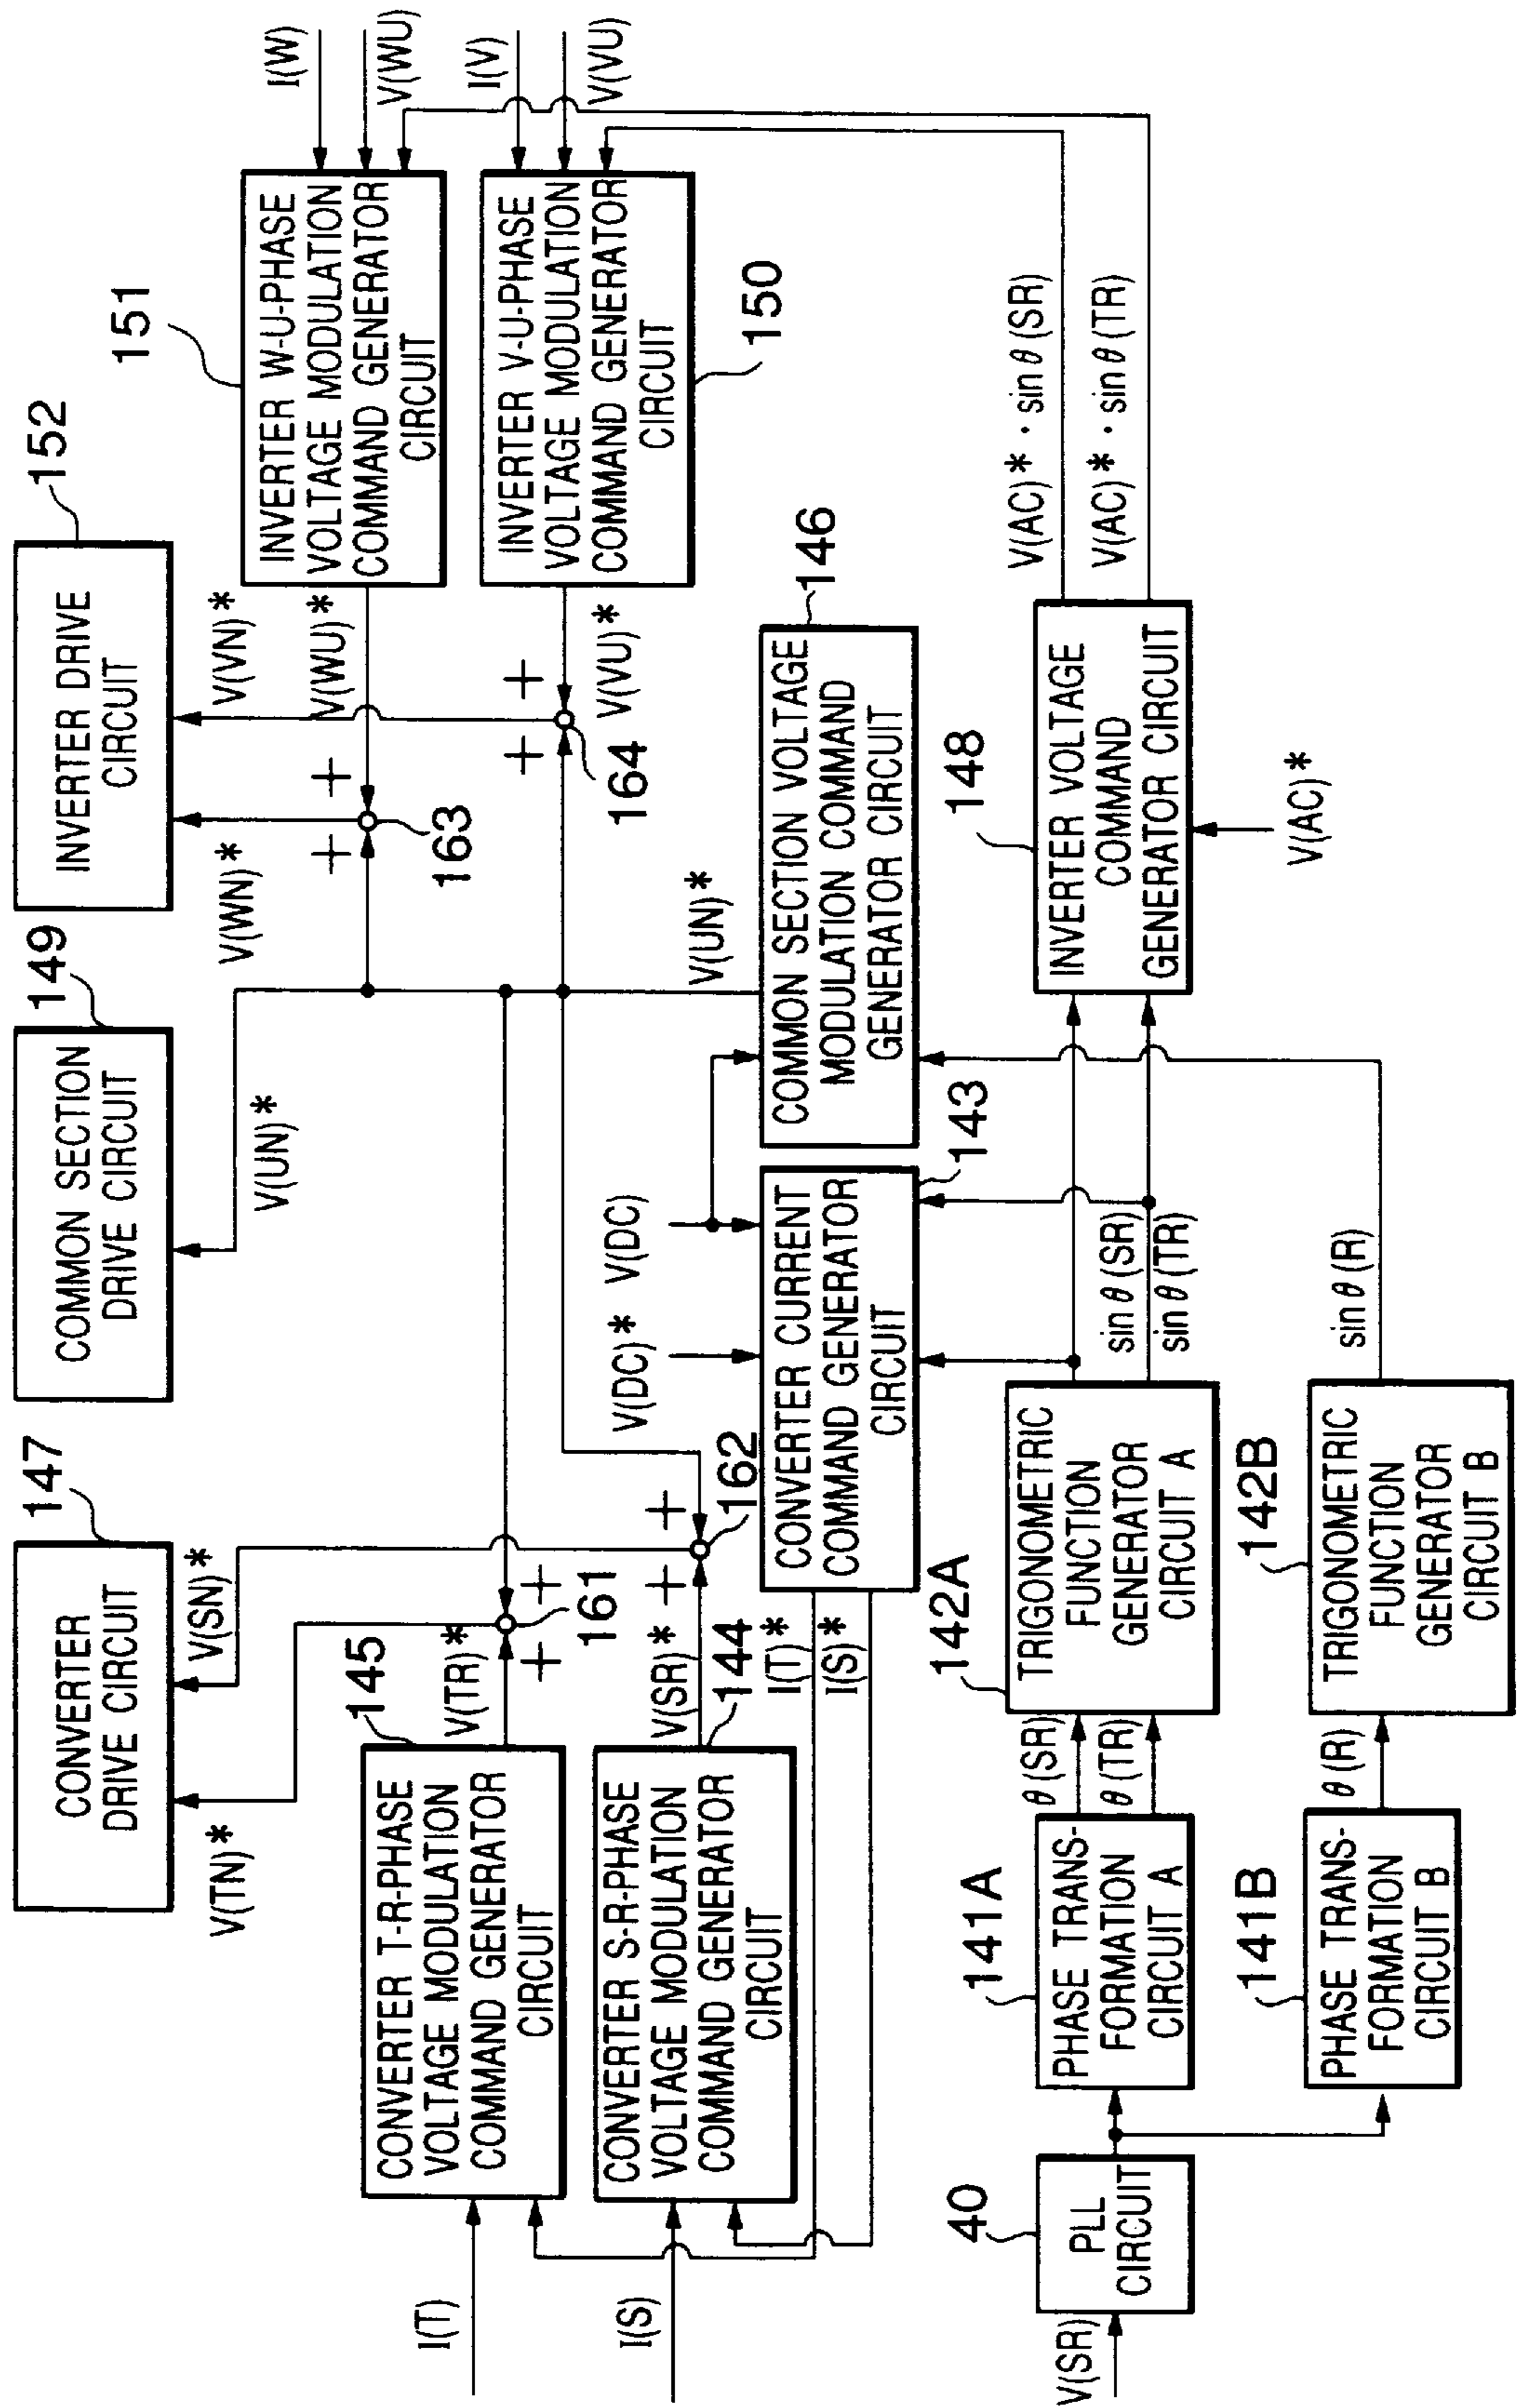 147
CONVERTER
DRIVE CIRCUIT
V(TN)*
V(SN)*
149
COMMON SECTION
DRIVE CIRCUIT
V(UN)*
152
INVERTER DRIVE
CIRCUIT
V(WN)*
V(VN)*
151
INVERTER W-U-PHASE
VOLTAGE MODULATION
COMMAND GENERATOR
CIRCUIT
I(W)
V(WU)
V(WU)*
+
+
163
INVERTER V-U-PHASE
VOLTAGE MODULATION
COMMAND GENERATOR
CIRCUIT
150
I(V)
V(VU)
V(VU)*
+
+
164
145
CONVERTER T-R-PHASE
VOLTAGE MODULATION
COMMAND GENERATOR
CIRCUIT
I(T)
V(TR)*
+
+
161
CONVERTER S-R-PHASE
VOLTAGE MODULATION
COMMAND GENERATOR
CIRCUIT
144
I(S)
V(SR)*
+
+
162
I(T)*
I(S)*
V(DC)*
V(DC)
CONVERTER CURRENT
COMMAND GENERATOR
CIRCUIT
143
V(UN)*
146
COMMON SECTION VOLTAGE
MODULATION COMMAND
GENERATOR CIRCUIT
V(SR)
40
PLL
CIRCUIT
141A
PHASE TRANS-
FORMATION
CIRCUIT A
θ(SR)
θ(TR)
142A
TRIGONOMETRIC
FUNCTION
GENERATOR
CIRCUIT A
sin θ(SR)
sin θ(TR)
148
INVERTER VOLTAGE
COMMAND
GENERATOR CIRCUIT
V(AC)*
V(AC)* · sin θ(SR)
V(AC)* · sin θ(TR)
141B
PHASE TRANS-
FORMATION
CIRCUIT B
θ(R)
142B
TRIGONOMETRIC
FUNCTION
GENERATOR
CIRCUIT B
sin θ(R)